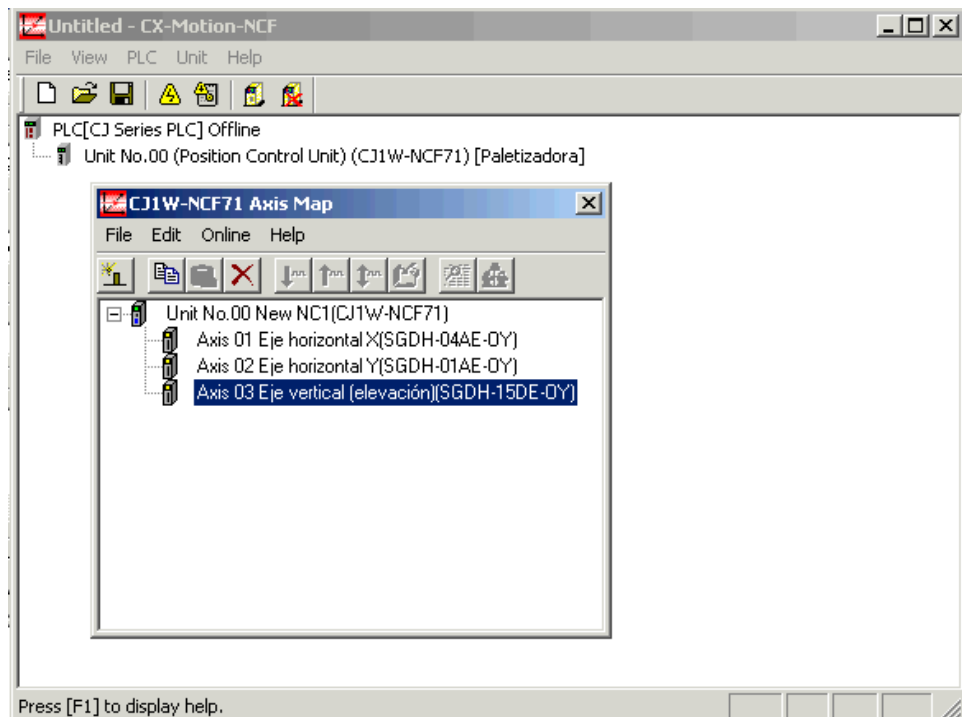 Untitled - CX-Motion-NCF
File View PLC Unit Help
PLC[CJ Series PLC] Offline
Unit No.00 (Position Control Unit) (CJ1W-NCF71) [Paletizadora]
CJ1W-NCF71 Axis Map
File Edit Online Help
Unit No.00 New NC1(CJ1W-NCF71)
Axis 01 Eje horizontal X(SGDH-04AE-OY)
Axis 02 Eje horizontal Y(SGDH-01AE-OY)
Axis 03 Eje vertical (elevación)(SGDH-15DE-OY)
Press [F1] to display help.